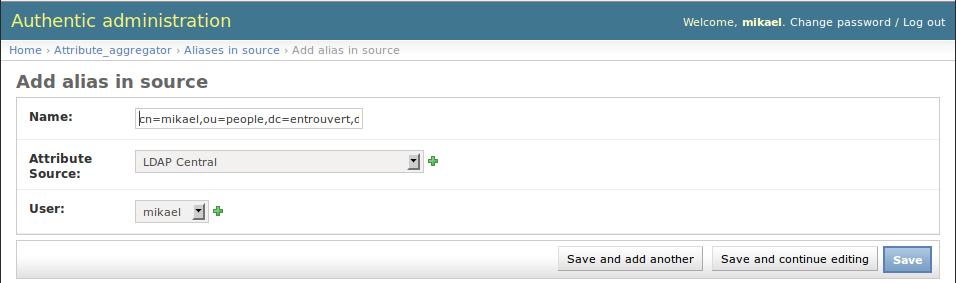 Authentic administration
Welcome, mikael. Change password / Log out
Home › Attribute_aggregator › Aliases in source › Add alias in source
Add alias in source
Name: cn=mikael,ou=people,dc=entrouvert,d
Attribute
Source: LDAP Central
User: mikael
Save and add another Save and continue editing Save